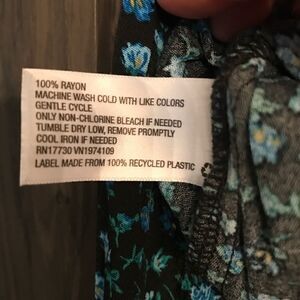 100% RAYON
MACHINE WASH COLD WITH LIKE COLORS
GENTLE CYCLE
ONLY NON-CHLORINE BLEACH IF NEEDED
TUMBLE DRY LOW, REMOVE PROMPTLY
COOL IRON IF NEEDED
RN17730 VN1974109
LABEL MADE FROM 100% RECYCLED PLASTIC